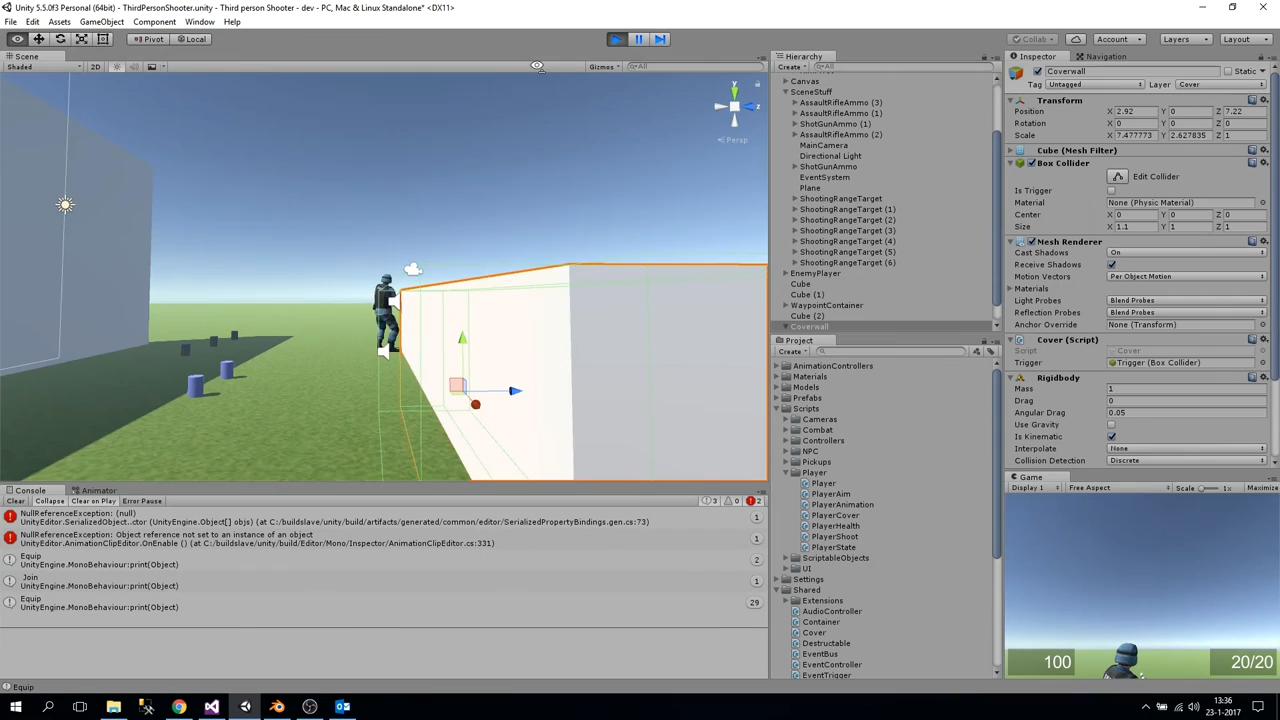 Unity 5.5.0f3 Personal (64bit) - ThirdPersonShooter.unity - Third person Shooter - dev - PC, Mac & Linux Standalone* <DX11>
File Edit Assets GameObject Component Window Help
Pivot Local Collab Account Layers Layout
Scene Hierarchy Inspector Navigation
Shaded 2D Gizmos All
Create All
Canvas
SceneStuff
AssaultRifleAmmo (3)
AssaultRifleAmmo (1)
ShotGunAmmo (1)
AssaultRifleAmmo (2)
MainCamera
Directional Light
ShotGunAmmo
EventSystem
Plane
ShootingRangeTarget
ShootingRangeTarget (1)
ShootingRangeTarget (2)
ShootingRangeTarget (3)
ShootingRangeTarget (4)
ShootingRangeTarget (5)
ShootingRangeTarget (6)
EnemyPlayer
Cube
Cube (1)
WaypointContainer
Cube (2)
Coverwall
y
z
Persp
Coverwall Static
Tag Untagged Layer Cover
Transform
Position X 2.92 Y 0 Z 7.22
Rotation X 0 Y 0 Z 0
Scale X 7.477773 Y 2.627835 Z 1
Cube (Mesh Filter)
Box Collider
Edit Collider
Is Trigger
Material None (Physic Material)
Center X 0 Y 0 Z 0
Size X 1.1 Y 1 Z 1
Mesh Renderer
Cast Shadows On
Receive Shadows
Motion Vectors Per Object Motion
Materials
Light Probes Blend Probes
Reflection Probes Blend Probes
Anchor Override None (Transform)
Cover (Script)
Script Cover
Trigger Trigger (Box Collider)
Rigidbody
Mass 1
Drag 0
Angular Drag 0.05
Use Gravity
Is Kinematic
Interpolate None
Collision Detection Discrete
Project
Create
AnimationControllers
Materials
Models
Prefabs
Scripts
Cameras
Combat
Controllers
NPC
Pickups
Player
Player
PlayerAim
PlayerAnimation
PlayerCover
PlayerHealth
PlayerShoot
PlayerState
ScriptableObjects
UI
Settings
Shared
Extensions
AudioController
Container
Cover
Destructable
EventBus
EventController
EventTrigger
Game
Display 1 Free Aspect Scale 1x Maximize
100 20/20
Console Animator
Clear Collapse Clear on Play Error Pause 3 0 2
NullReferenceException: (null)
UnityEditor.SerializedObject..ctor (UnityEngine.Object[] objs) (at C:/buildslave/unity/build/artifacts/generated/common/editor/SerializedPropertyBindings.gen.cs:73) 1
NullReferenceException: Object reference not set to an instance of an object
UnityEditor.AnimationClipEditor.OnEnable () (at C:/buildslave/unity/build/Editor/Mono/Inspector/AnimationClipEditor.cs:331) 1
Equip
UnityEngine.MonoBehaviour:print(Object) 2
Join
UnityEngine.MonoBehaviour:print(Object) 1
Equip
UnityEngine.MonoBehaviour:print(Object) 29
Equip
13:36
23-1-2017